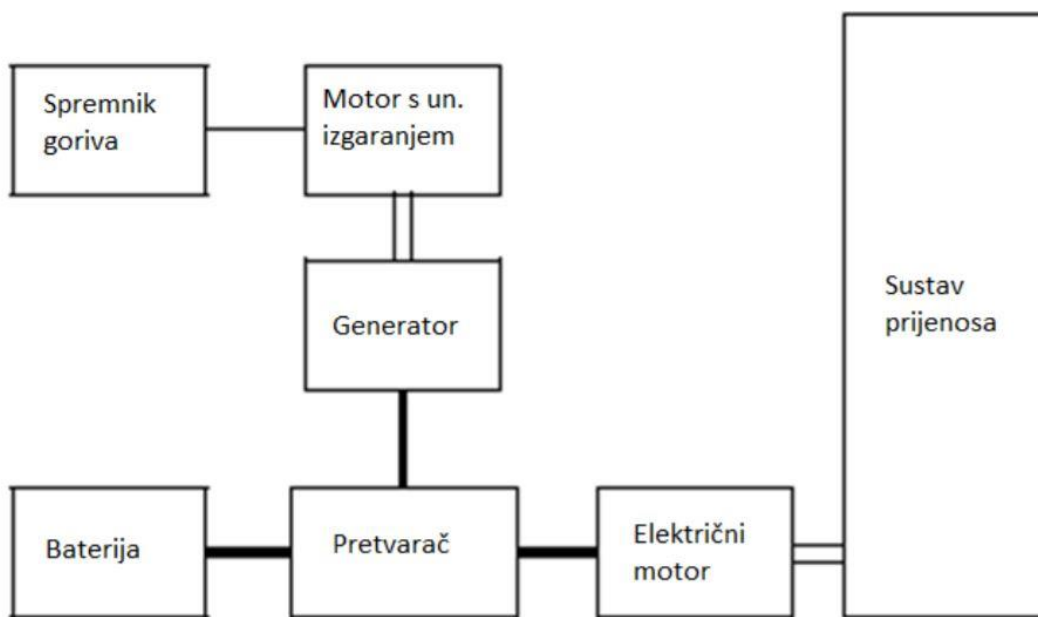 Spremnik
goriva
Motor s un.
izgaranjem
Generator
Sustav
prijenosa
Baterija
Pretvarač
Električni
motor